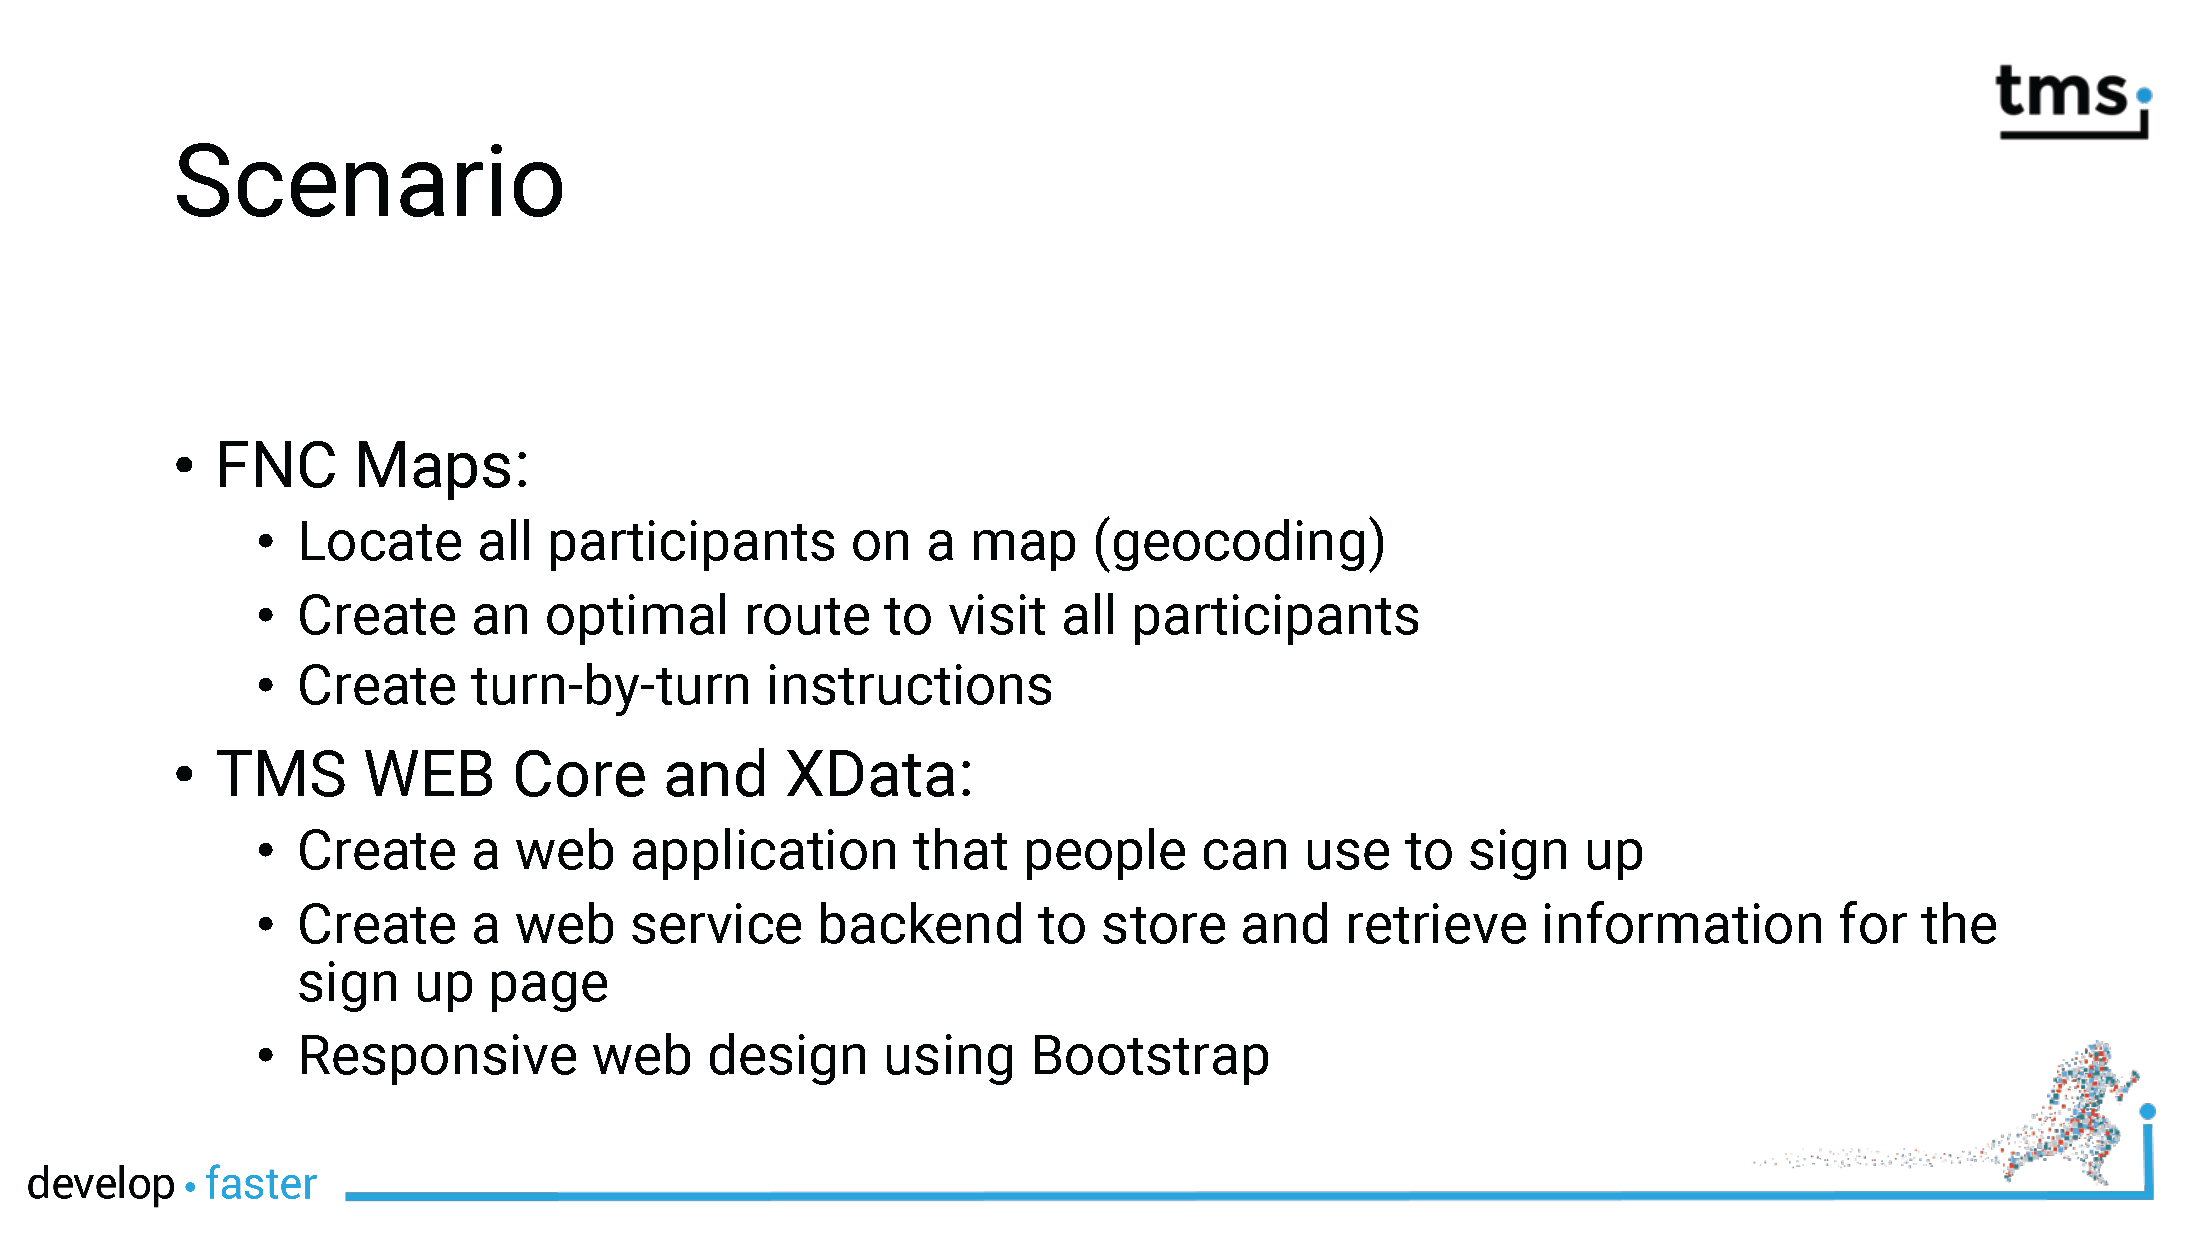 tms
Scenario
• FNC Maps:
• Locate all participants on a map (geocoding)
• Create an optimal route to visit all participants
• Create turn-by-turn instructions
• TMS WEB Core and XData:
• Create a web application that people can use to sign up
• Create a web service backend to store and retrieve information for the
sign up page
• Responsive web design using Bootstrap
develop • faster